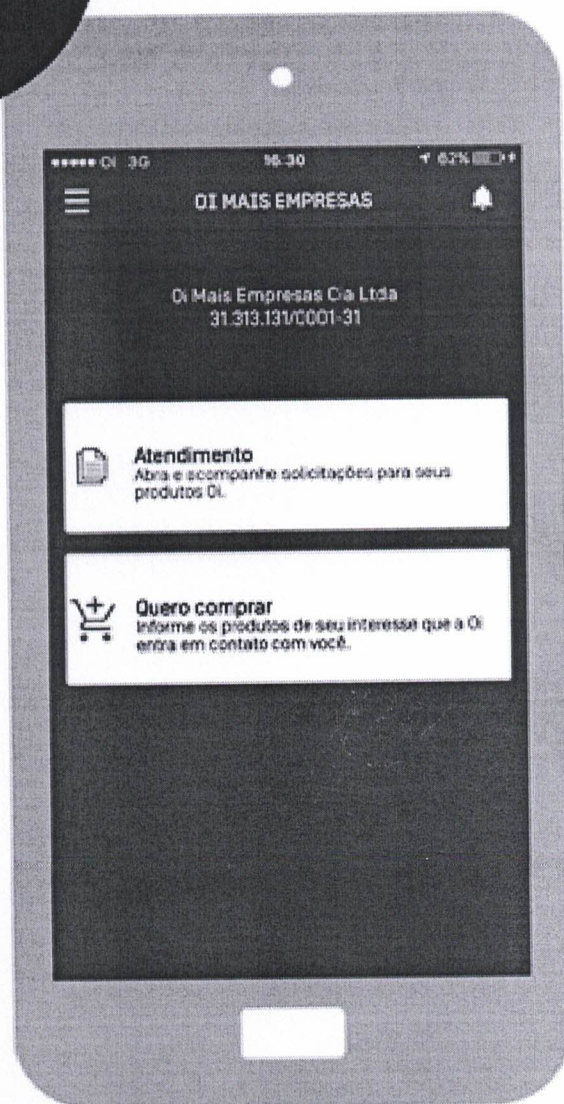 OI 3G 16:30 62%
OI MAIS EMPRESAS
Oi Mais Empresas Cia Ltda
31.313.131/0001-31
Atendimento
Abra e acompanhe solicitações para seus
produtos Oi.
Quero comprar
Informe os produtos de seu interesse que a Oi
entra em contato com você.